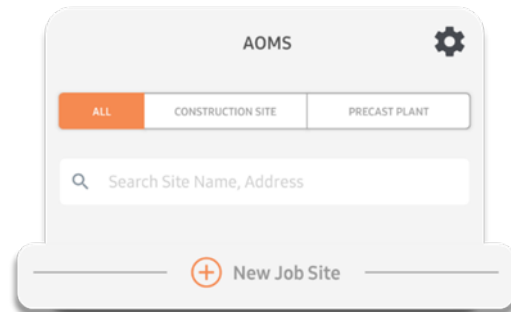 AOMS
ALL CONSTRUCTION SITE PRECAST PLANT
Search Site Name, Address
New Job Site